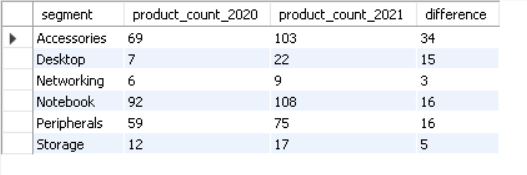 segment product_count_2020 product_count_2021 difference
Accessories 69 103 34
Desktop 7 22 15
Networking 6 9 3
Notebook 92 108 16
Peripherals 59 75 16
Storage 12 17 5